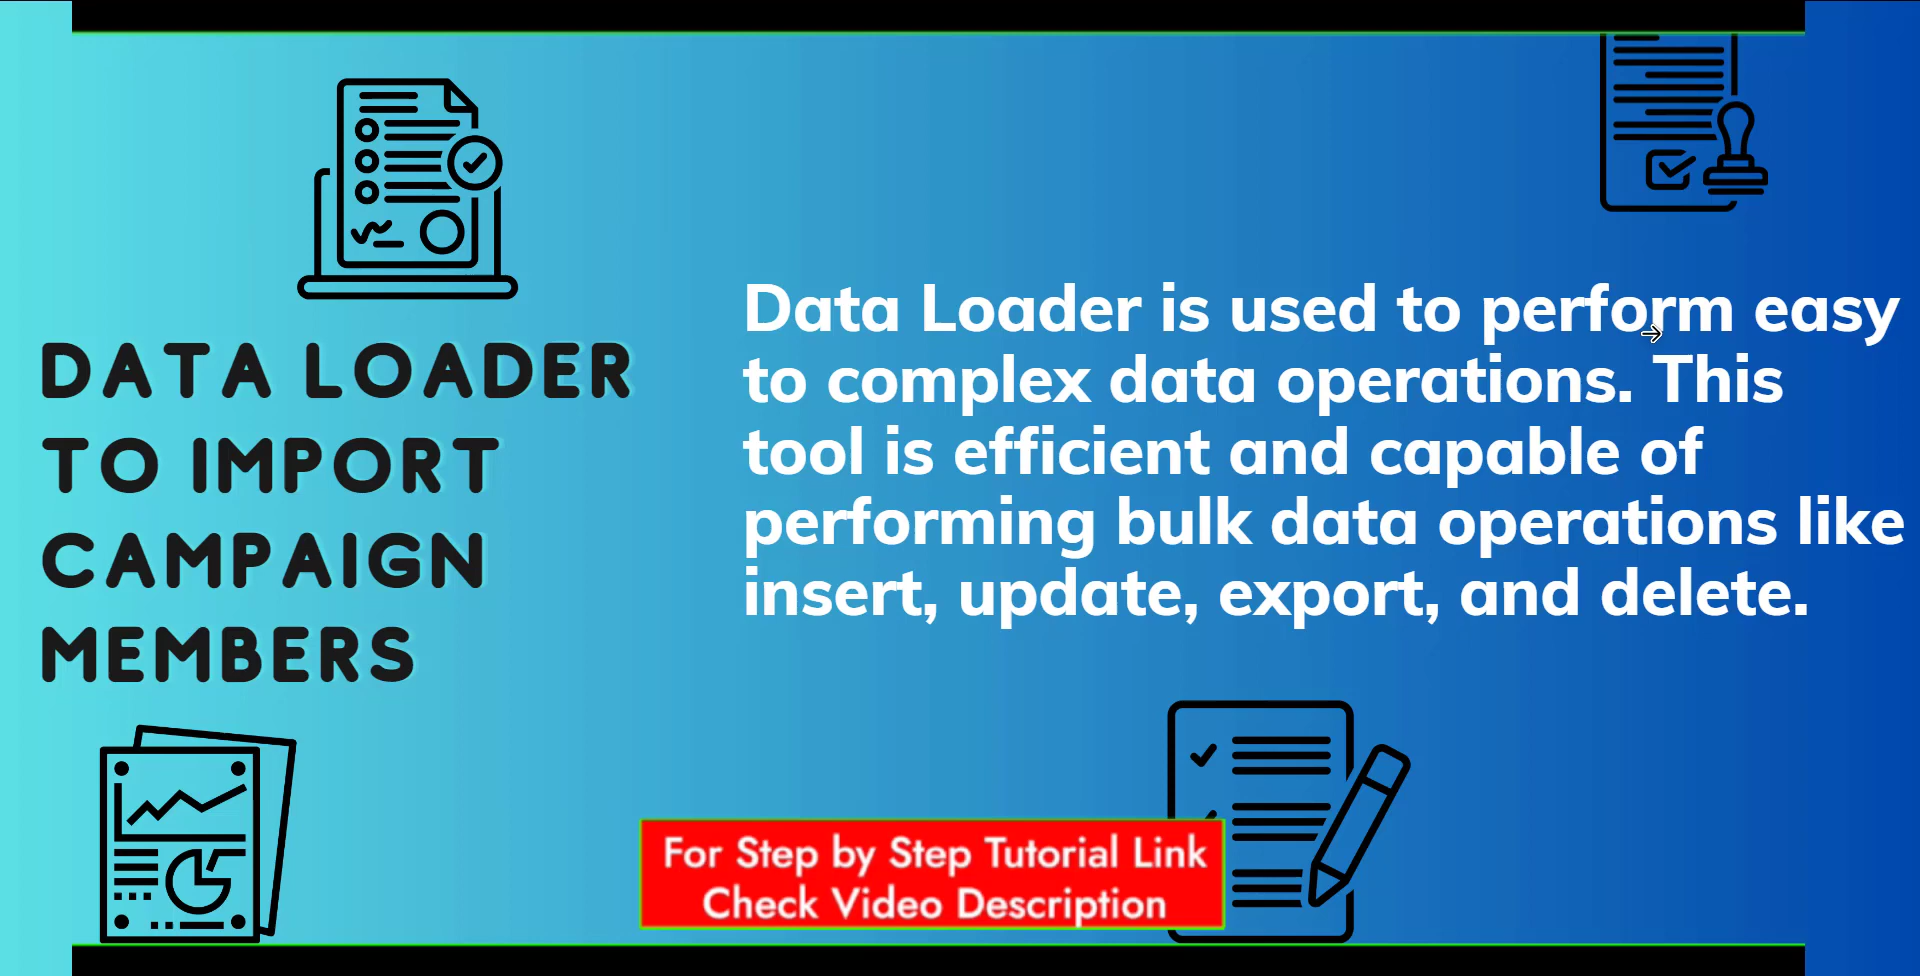 DATA LOADER
TO IMPORT
CAMPAIGN
MEMBERS
Data Loader is used to perform easy
to complex data operations. This
tool is efficient and capable of
performing bulk data operations like
insert, update, export, and delete.
For Step by Step Tutorial Link
Check Video Description